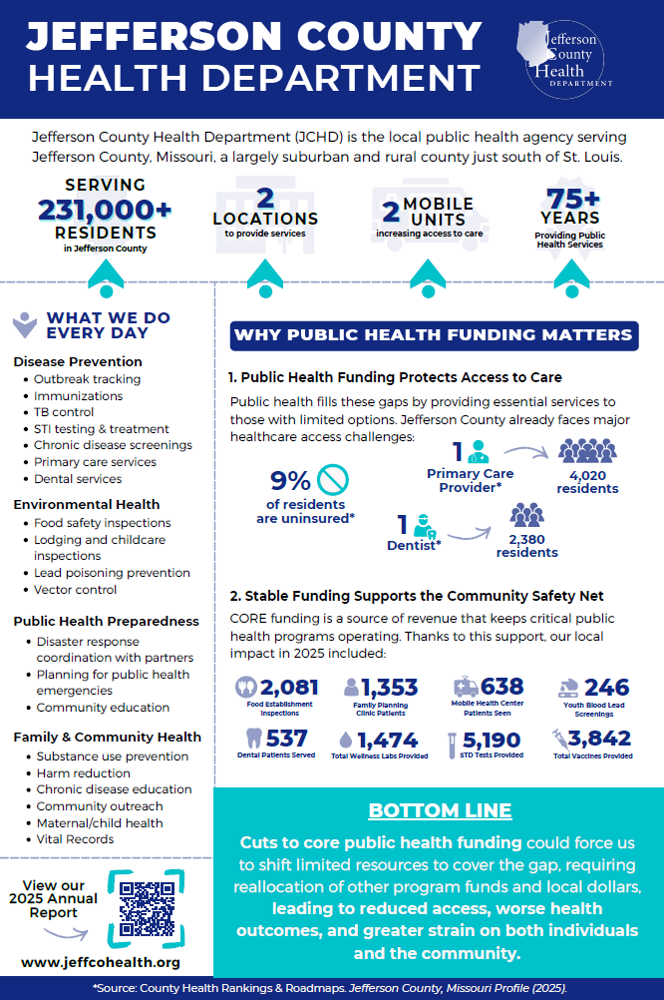 JEFFERSON COUNTY
HEALTH DEPARTMENT
Jefferson
County
Health
DEPARTMENT
Jefferson County Health Department (JCHD) is the local public health agency serving
Jefferson County, Missouri, a largely suburban and rural county just south of St. Louis.
SERVING
231,000+
RESIDENTS
in Jefferson County
2
LOCATIONS
to provide services
2 MOBILE
UNITS
increasing access to care
75+
YEARS
Providing Public
Health Services
WHAT WE DO
EVERY DAY
Disease Prevention
• Outbreak tracking
• Immunizations
• TB control
• STI testing & treatment
• Chronic disease screenings
• Primary care services
• Dental services
Environmental Health
• Food safety inspections
• Lodging and childcare
inspections
• Lead poisoning prevention
• Vector control
Public Health Preparedness
• Disaster response
coordination with partners
• Planning for public health
emergencies
• Community education
Family & Community Health
• Substance use prevention
• Harm reduction
• Chronic disease education
• Community outreach
• Maternal/child health
• Vital Records
View our
2025 Annual
Report
www.jeffcohealth.org
WHY PUBLIC HEALTH FUNDING MATTERS
1. Public Health Funding Protects Access to Care
Public health fills these gaps by providing essential services to
those with limited options. Jefferson County already faces major
healthcare access challenges:
9%
of residents
are uninsured*
1
Primary Care
Provider*
4,020
residents
1
Dentist*
2,380
residents
2. Stable Funding Supports the Community Safety Net
CORE funding is a source of revenue that keeps critical public
health programs operating. Thanks to this support, our local
impact in 2025 included:
2,081
Food Establishment
Inspections
1,353
Family Planning
Clinic Patients
638
Mobile Health Center
Patients Seen
246
Youth Blood Lead
Screenings
537
Dental Patients Served
1,474
Total Wellness Labs Provided
5,190
STD Tests Provided
3,842
Total Vaccines Provided
BOTTOM LINE
Cuts to core public health funding could force us
to shift limited resources to cover the gap, requiring
reallocation of other program funds and local dollars,
leading to reduced access, worse health
outcomes, and greater strain on both individuals
and the community.
*Source: County Health Rankings & Roadmaps. Jefferson County, Missouri Profile (2025).